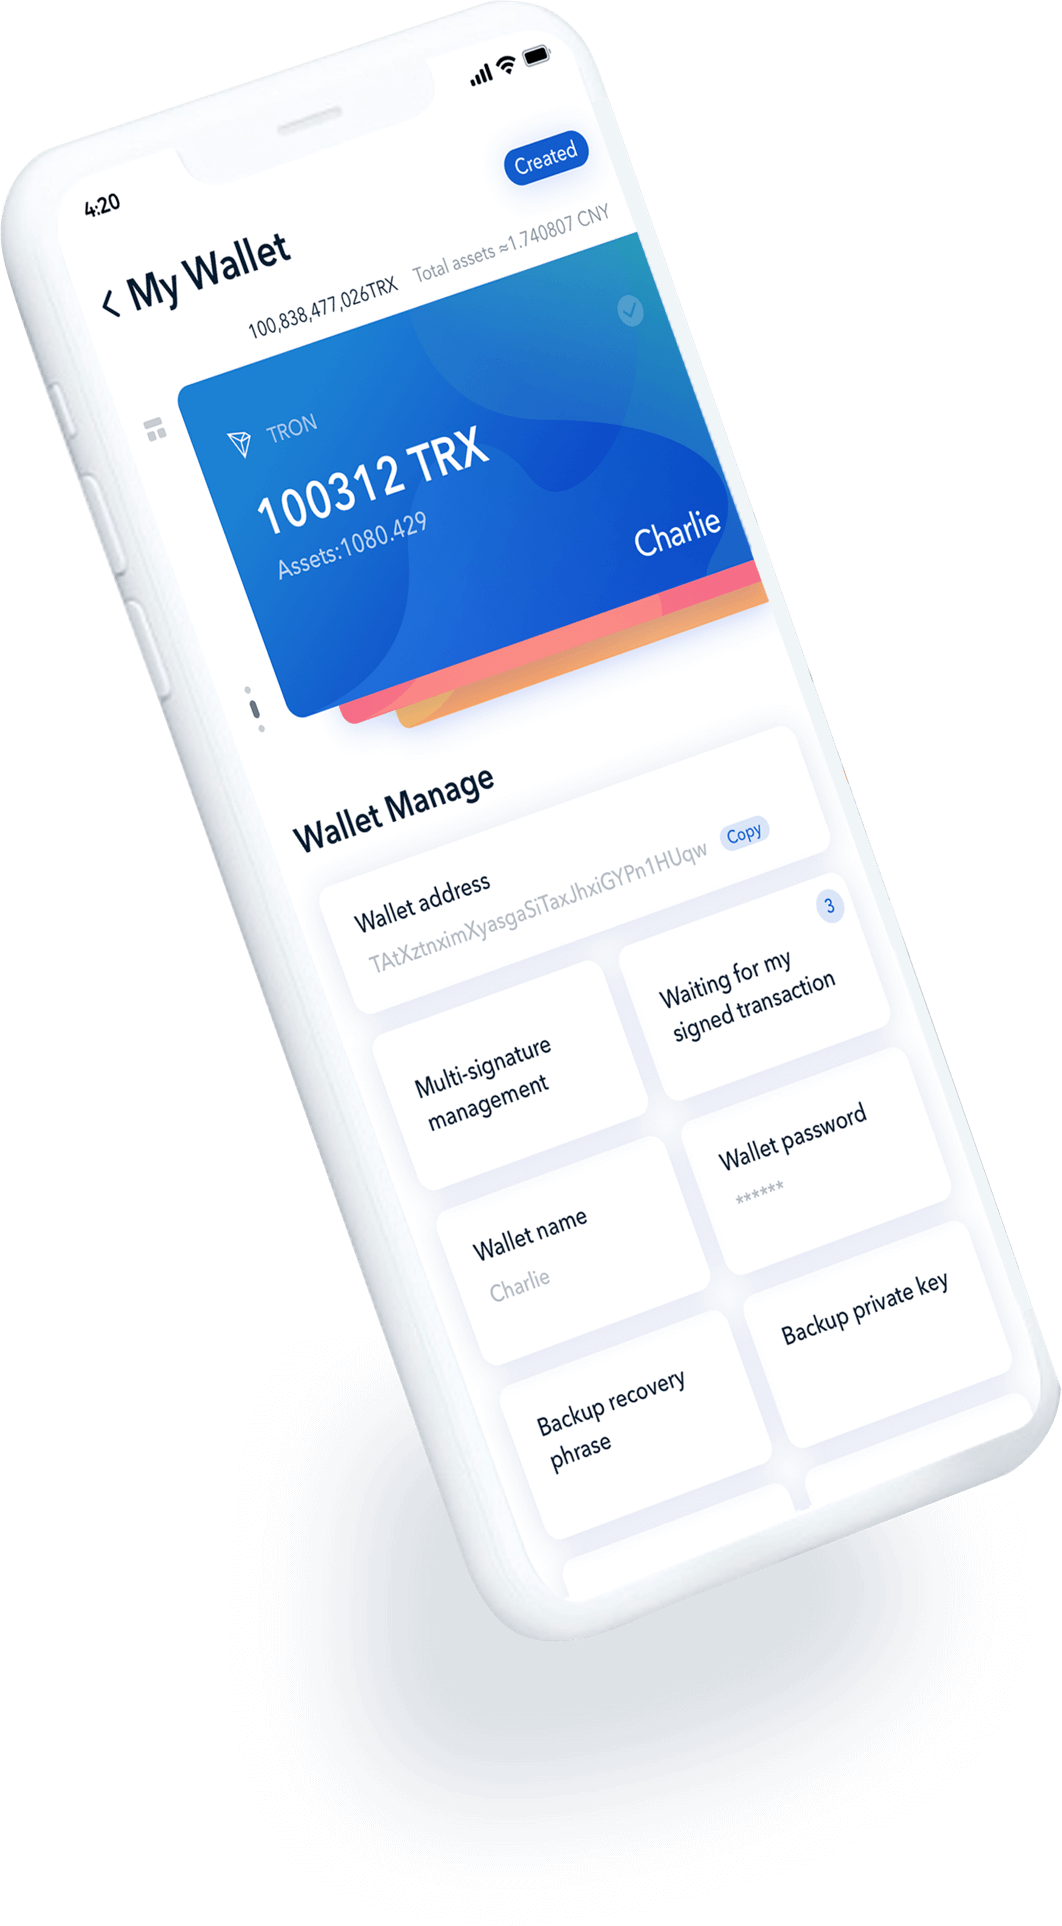 4:20
Created
My Wallet
100,838,477,026TRX Total assets ≈1.740807 CNY
TRON
100312 TRX
Assets:1080.429
Charlie
Wallet Manage
Wallet address
TAtXztnximXyasgaSiTaxJhxiGYPn1HUqw Copy
3
Waiting for my
signed transaction
Multi-signature
management
Wallet password
******
Wallet name
Charlie
Backup private key
Backup recovery
phrase